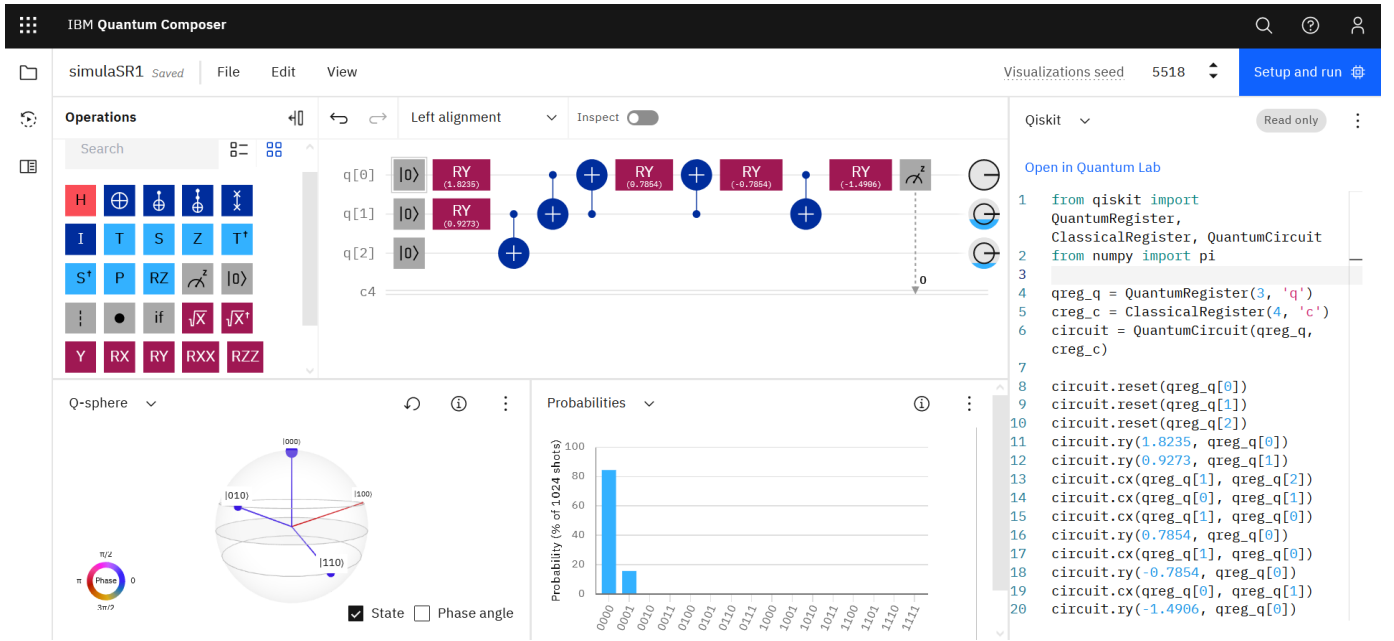 IBM Quantum Composer
simulaSR1 Saved File Edit View Visualizations seed 5518 Setup and run
Operations Left alignment Inspect
Search
H
I T S Z T†
S† P RZ z |0⟩
if √X √X†
Y RX RY RXX RZZ
q[0] |0⟩ RY (1.8235) RY (0.7854) RY (-0.7854) RY (-1.4906) z
q[1] |0⟩ RY (0.9273)
q[2] |0⟩
c4 0
Qiskit Read only
Open in Quantum Lab
1 from qiskit import
QuantumRegister,
ClassicalRegister, QuantumCircuit
2 from numpy import pi
3
4 qreg_q = QuantumRegister(3, 'q')
5 creg_c = ClassicalRegister(4, 'c')
6 circuit = QuantumCircuit(qreg_q,
creg_c)
7
8 circuit.reset(qreg_q[0])
9 circuit.reset(qreg_q[1])
10 circuit.reset(qreg_q[2])
11 circuit.ry(1.8235, qreg_q[0])
12 circuit.ry(0.9273, qreg_q[1])
13 circuit.cx(qreg_q[1], qreg_q[2])
14 circuit.cx(qreg_q[0], qreg_q[1])
15 circuit.cx(qreg_q[1], qreg_q[0])
16 circuit.ry(0.7854, qreg_q[0])
17 circuit.cx(qreg_q[1], qreg_q[0])
18 circuit.ry(-0.7854, qreg_q[0])
19 circuit.cx(qreg_q[0], qreg_q[1])
20 circuit.ry(-1.4906, qreg_q[0])
Q-sphere
|000⟩
|010⟩ |100⟩
|110⟩
π/2
π Phase 0
3π/2
State Phase angle
Probabilities
Probability (% of 1024 shots)
100
80
60
40
20
0
0000 0001 0010 0011 0100 0101 0110 0111 1000 1001 1010 1011 1100 1101 1110 1111